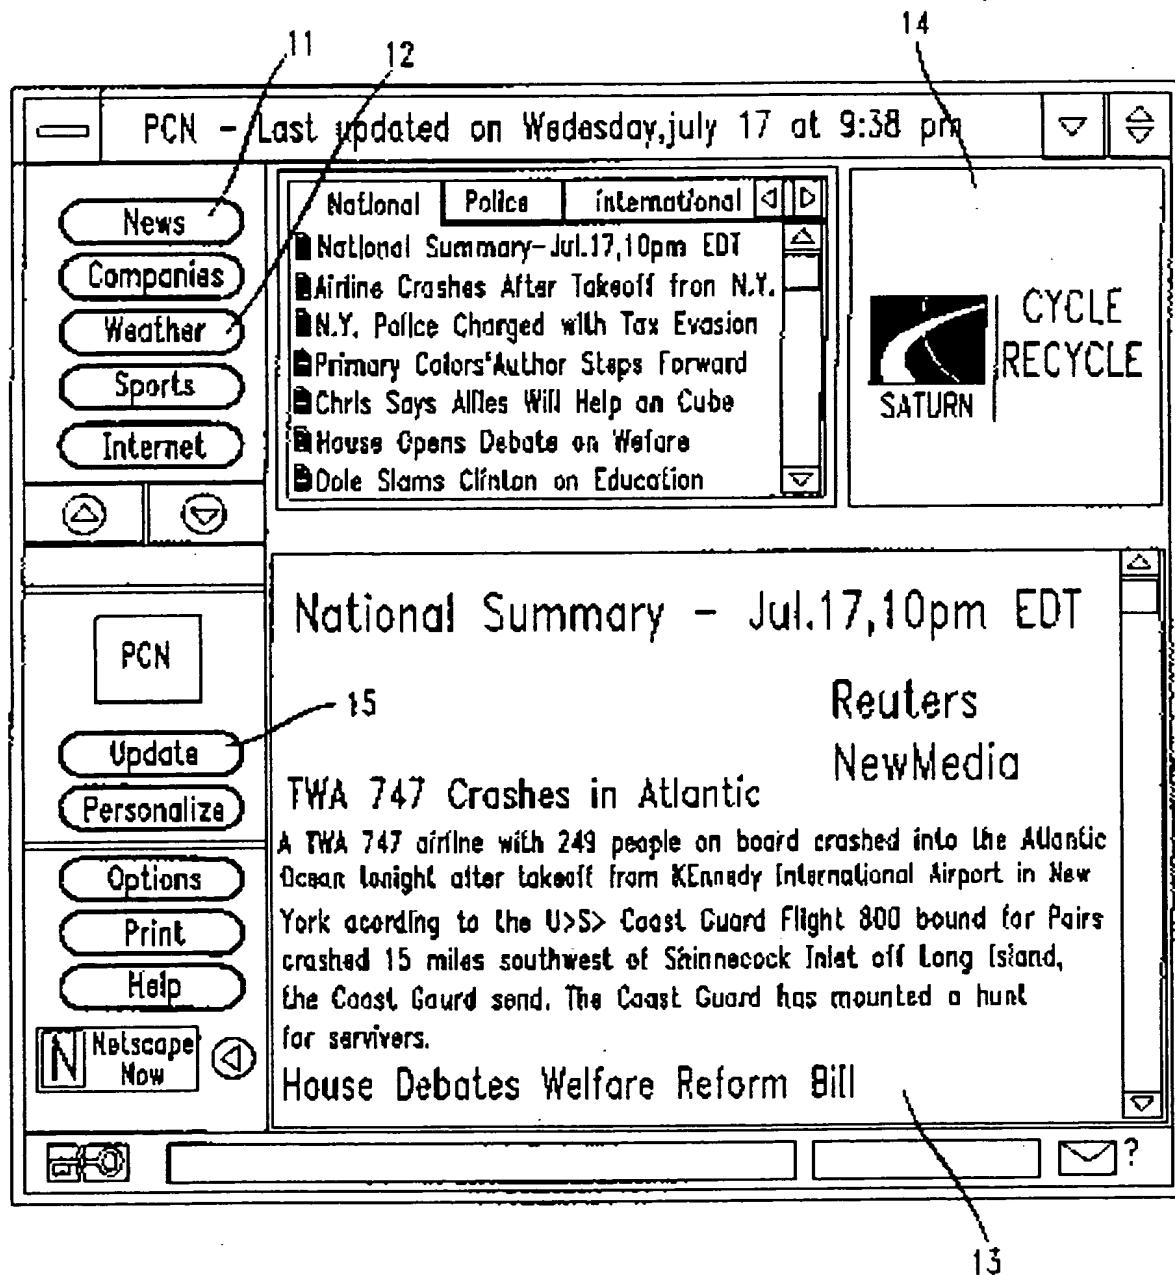 11
12
14
PCN - Last updated on Wedesday,july 17 at 9:38 pm
News
Companies
Weather
Sports
Internet
National Police international
National Summary-Jul.17,10pm EDT
Airline Crashes After Takeoff fron N.Y.
N.Y. Police Charged with Tax Evasion
Primary Colors'Author Steps Forward
Chris Says Allies Will Help on Cube
House Opens Debate on Wefare
Dole Slams Clinton on Education
SATURN
CYCLE
RECYCLE
PCN
15
Update
Personalize
Options
Print
Help
N Netscape
Now
National Summary - Jul.17,10pm EDT
Reuters
NewMedia
TWA 747 Crashes in Atlantic
A TWA 747 airline with 249 people on board crashed into the Atlantic
Ocean tonight after takeoff from KEnnedy International Airport in New
York acording to the U>S> Coast Guard Flight 800 bound for Pairs
crashed 15 miles southwest of Shinnecock Inlet off Long Island,
the Coast Gaurd send. The Coast Guard has mounted a hunt
for servivers.
House Debates Welfare Reform Bill
?
13